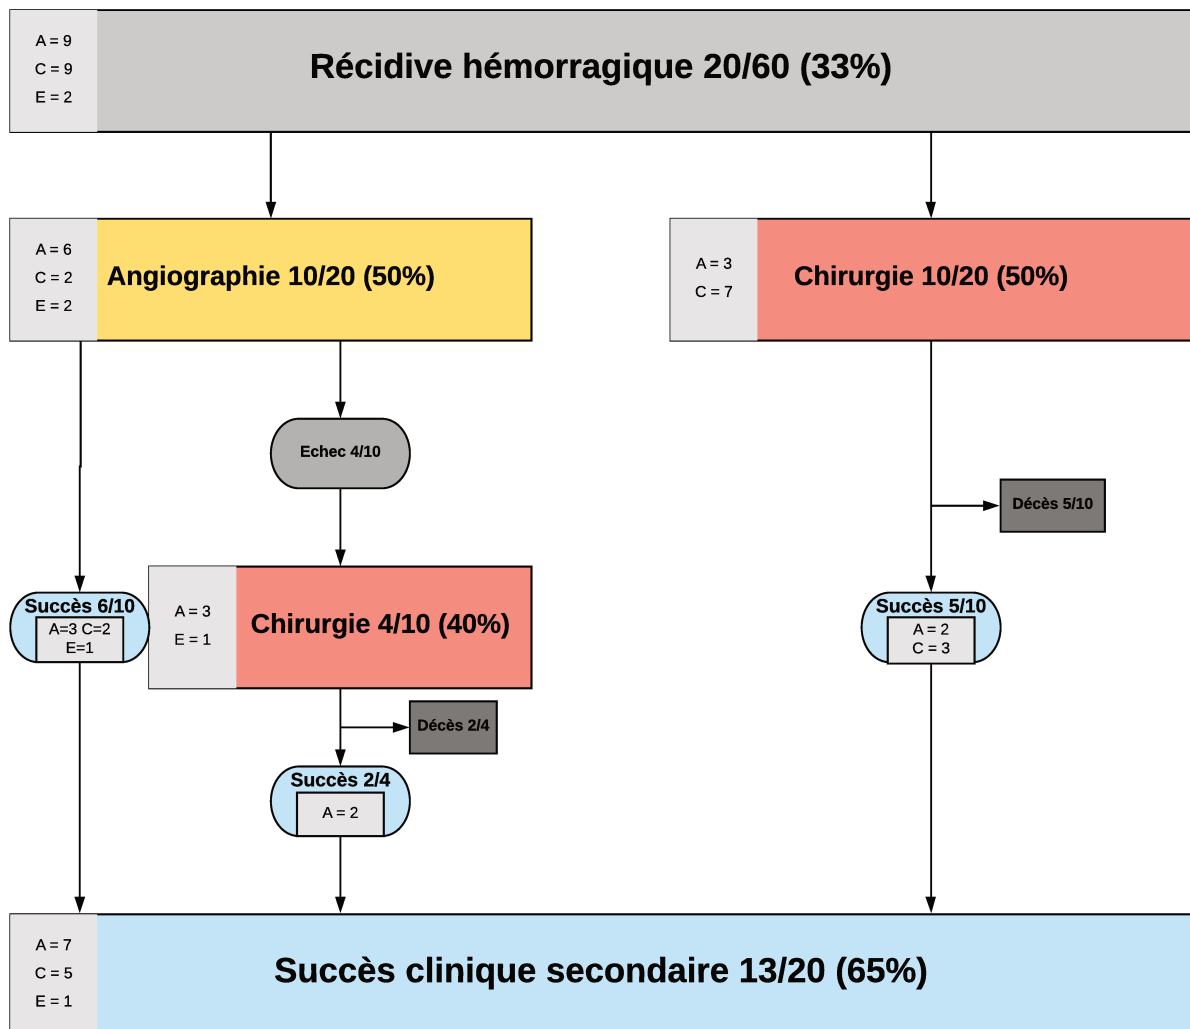 A = 9
C = 9
E = 2
Récidive hémorragique 20/60 (33%)
A = 6
C = 2
E = 2
Angiographie 10/20 (50%)
A = 3
C = 7
Chirurgie 10/20 (50%)
Echec 4/10
Décès 5/10
Succès 6/10
A=3 C=2
E=1
A = 3
E = 1
Chirurgie 4/10 (40%)
Succès 5/10
A = 2
C = 3
Décès 2/4
Succès 2/4
A = 2
A = 7
C = 5
E = 1
Succès clinique secondaire 13/20 (65%)